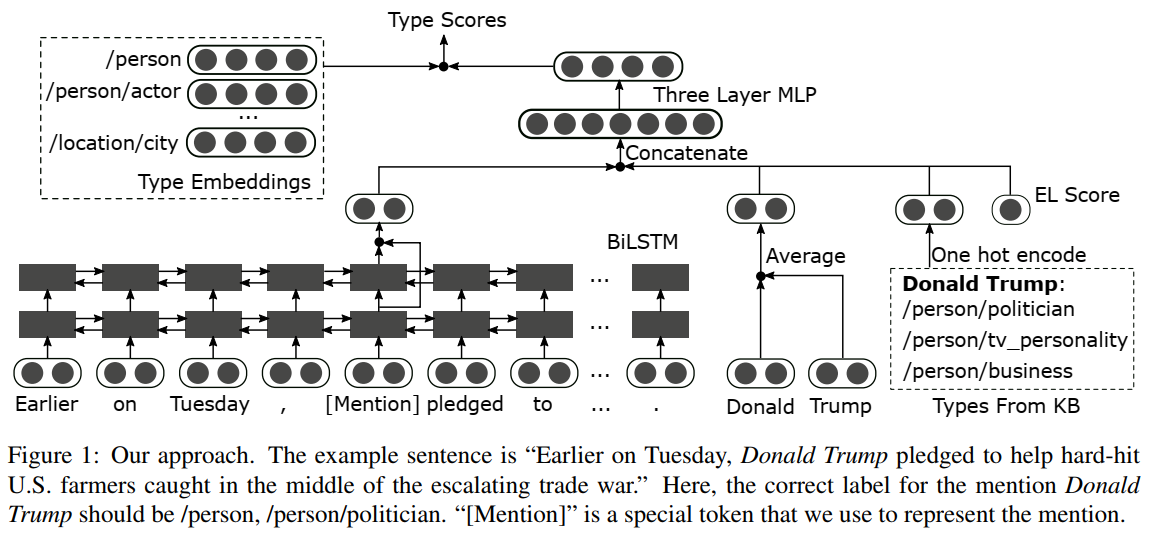 Type Scores
/person
/person/actor
...
/location/city
Type Embeddings
Three Layer MLP
Concatenate
EL Score
BiLSTM
Average
One hot encode
Donald Trump:
/person/politician
/person/tv_personality
/person/business
...
...
...
Earlier on Tuesday , [Mention] pledged to ... .
Donald Trump
Types From KB
Figure 1: Our approach. The example sentence is “Earlier on Tuesday, Donald Trump pledged to help hard-hit
U.S. farmers caught in the middle of the escalating trade war.” Here, the correct label for the mention Donald
Trump should be /person, /person/politician. “[Mention]” is a special token that we use to represent the mention.